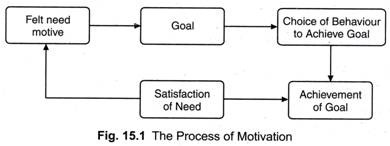 Felt need
motive
Goal
Choice of Behaviour
to Achieve Goal
Satisfaction
of Need
Achievement
of Goal
Fig. 15.1 The Process of Motivation